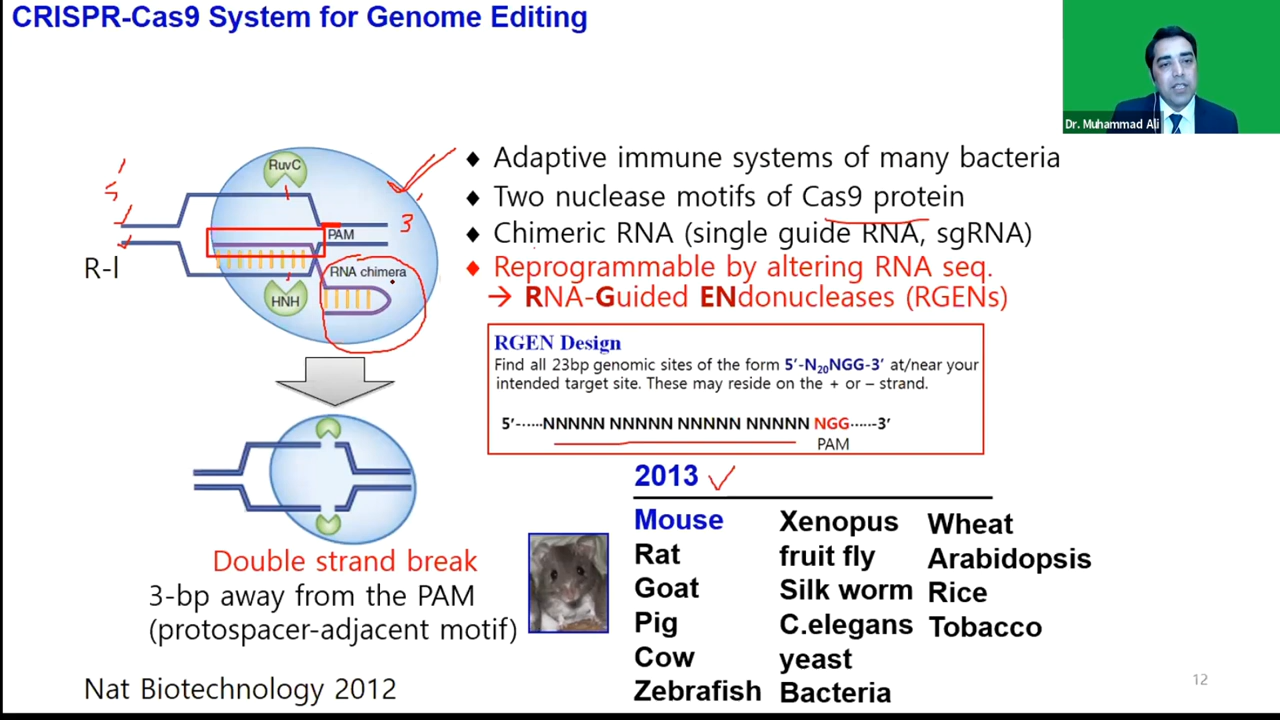 CRISPR-Cas9 System for Genome Editing
Dr. Muhammad Ali
RuvC
5'
3'
PAM
R-l
RNA chimera
HNH
♦ Adaptive immune systems of many bacteria
♦ Two nuclease motifs of Cas9 protein
♦ Chimeric RNA (single guide RNA, sgRNA)
♦ Reprogrammable by altering RNA seq.
→ RNA-Guided ENdonucleases (RGENs)
RGEN Design
Find all 23bp genomic sites of the form 5’-N₂₀NGG-3’ at/near your
intended target site. These may reside on the + or – strand.
5’-·····NNNNN NNNNN NNNNN NNNNN NGG······-3’
PAM
Double strand break
3-bp away from the PAM
(protospacer-adjacent motif)
Nat Biotechnology 2012
2013
Mouse Xenopus Wheat
Rat fruit fly Arabidopsis
Goat Silk worm Rice
Pig C.elegans Tobacco
Cow yeast
Zebrafish Bacteria
12